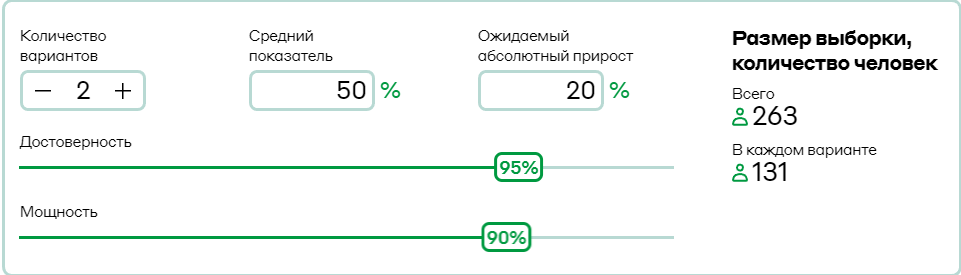 Количество
вариантов
− 2 +
Средний
показатель
50 %
Ожидаемый
абсолютный прирост
20 %
Достоверность
95%
Мощность
90%
Размер выборки,
количество человек
Всего
263
В каждом варианте
131